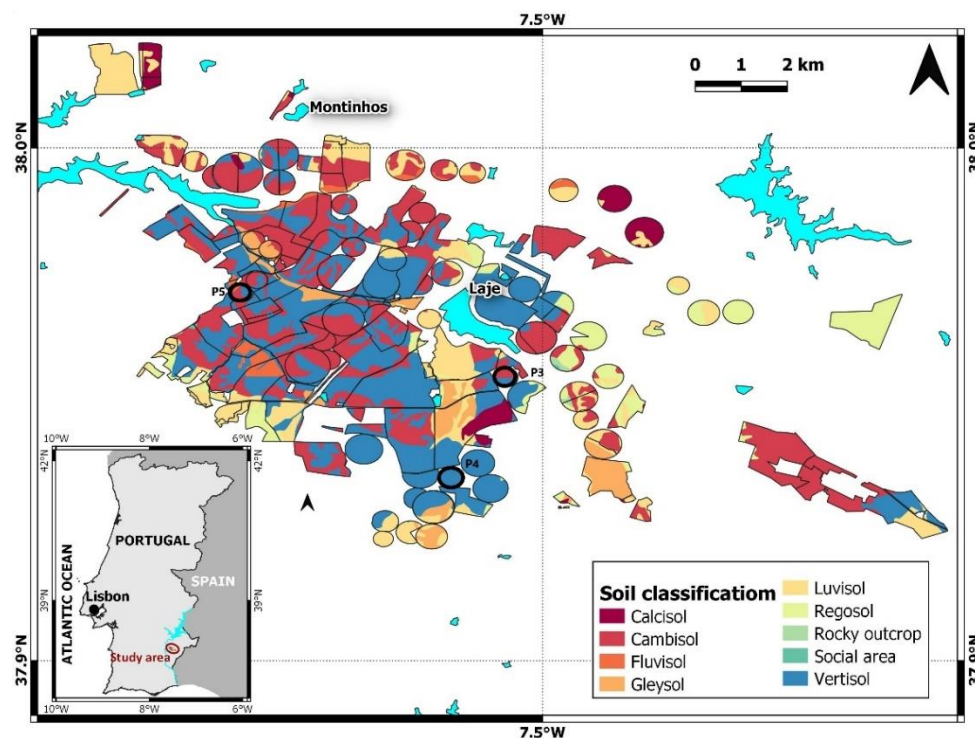 7.5°W
0 1 2 km
Montinhos
38.0°N
38.0°N
Laje
P5
P3
P4
10°W 8°W 6°W
42°N
42°N
PORTUGAL
SPAIN
ATLANTIC OCEAN
Lisbon
39°N
39°N
Study area
10°W 8°W 6°W
Soil classificatiom
Calcisol
Cambisol
Fluvisol
Gleysol
Luvisol
Regosol
Rocky outcrop
Social area
Vertisol
37.9°N
37.9°N
7.5°W